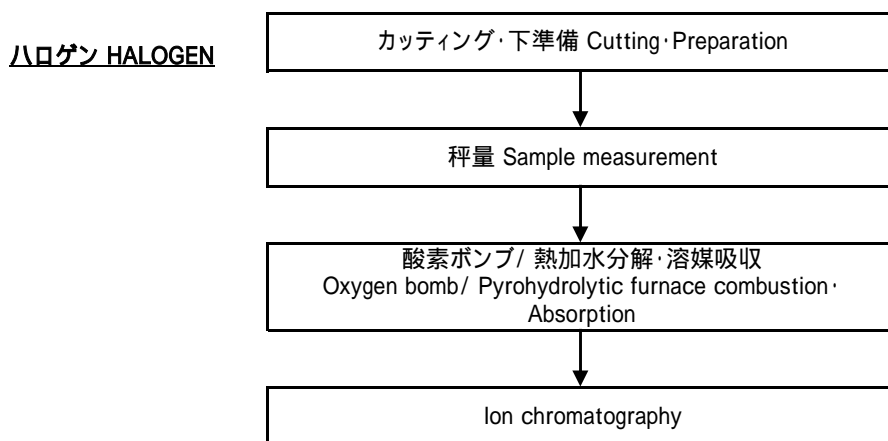 ハロゲン HALOGEN
カッティング･下準備 Cutting･Preparation
秤量 Sample measurement
酸素ボンブ/ 熱加水分解･溶媒吸収
Oxygen bomb/ Pyrohydrolytic furnace combustion･
Absorption
Ion chromatography